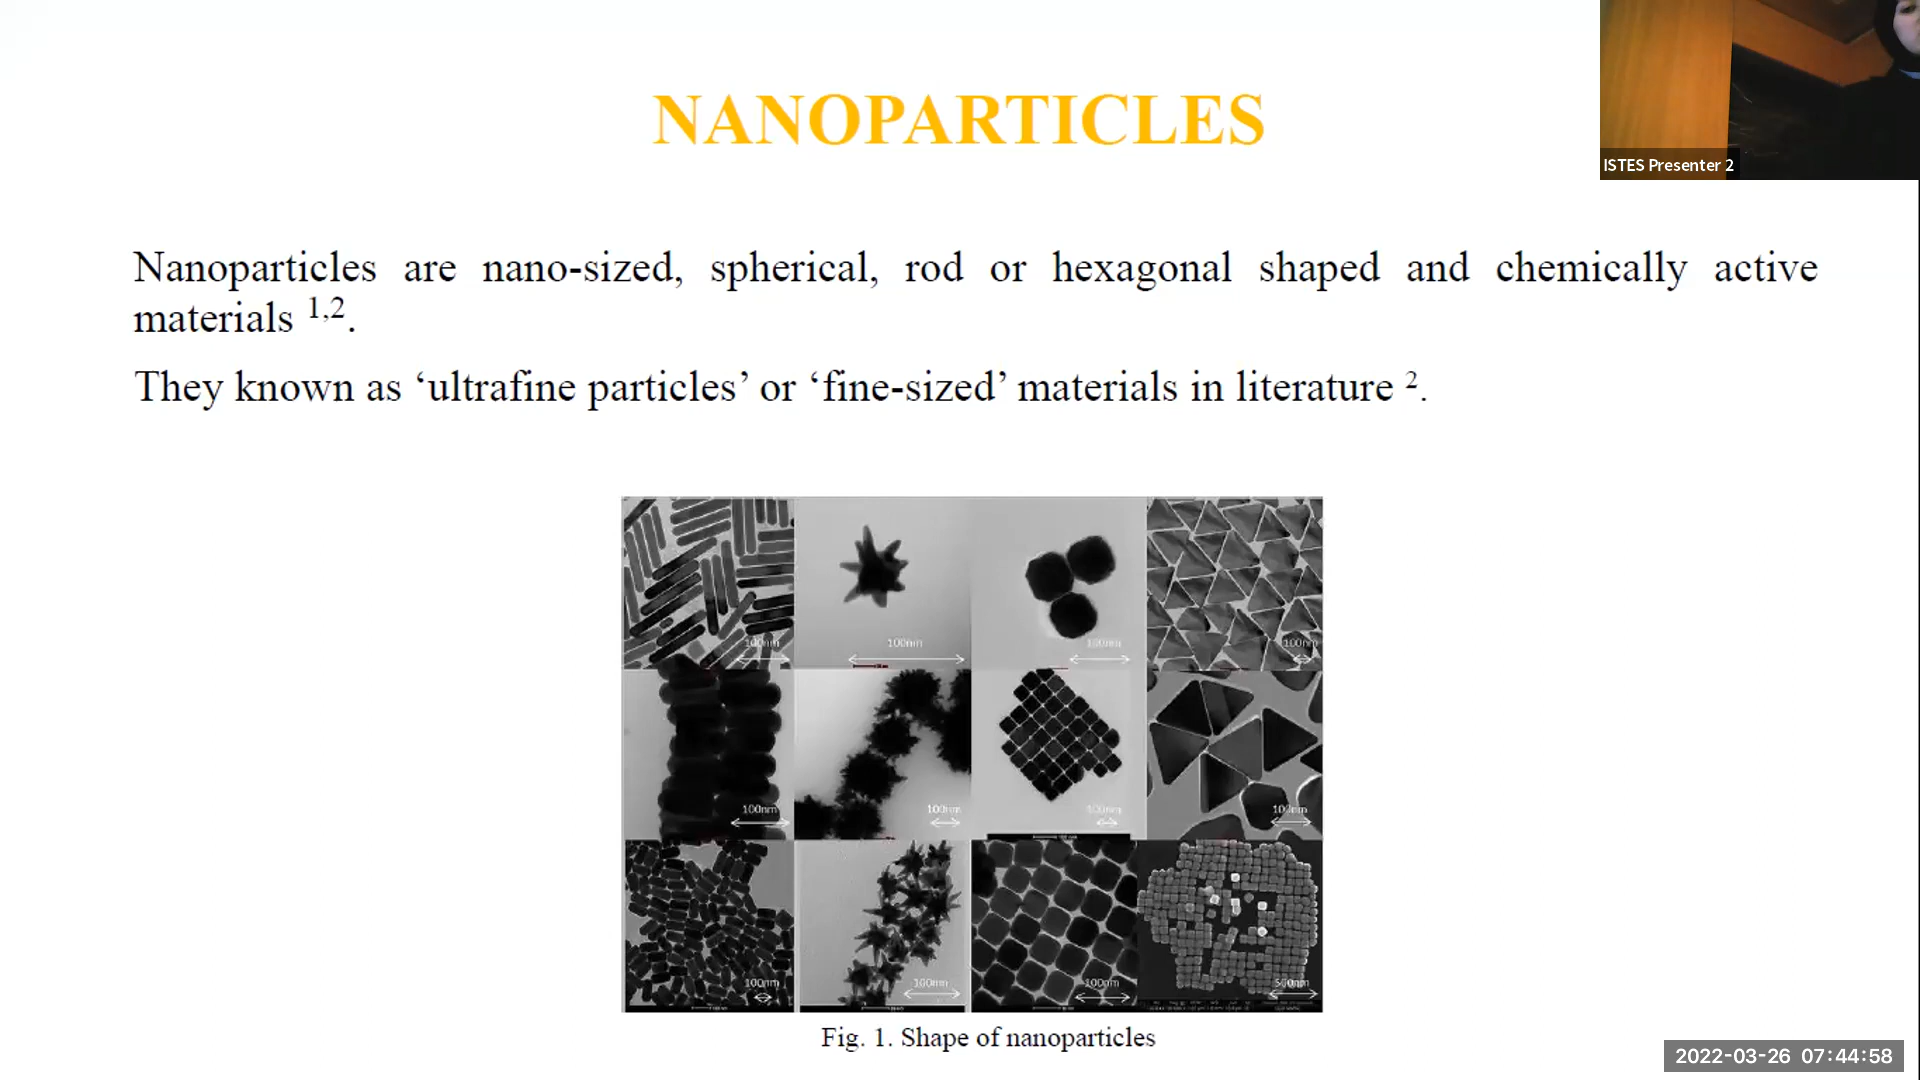 NANOPARTICLES
ISTES Presenter 2
Nanoparticles are nano-sized, spherical, rod or hexagonal shaped and chemically active
materials 1,2.
They known as ‘ultrafine particles’ or ‘fine-sized’ materials in literature 2.
100nm 100nm 100nm 100nm
100nm 100nm 100nm 100nm
100nm 100nm 100nm 500nm
Fig. 1. Shape of nanoparticles
2022-03-26 07:44:58